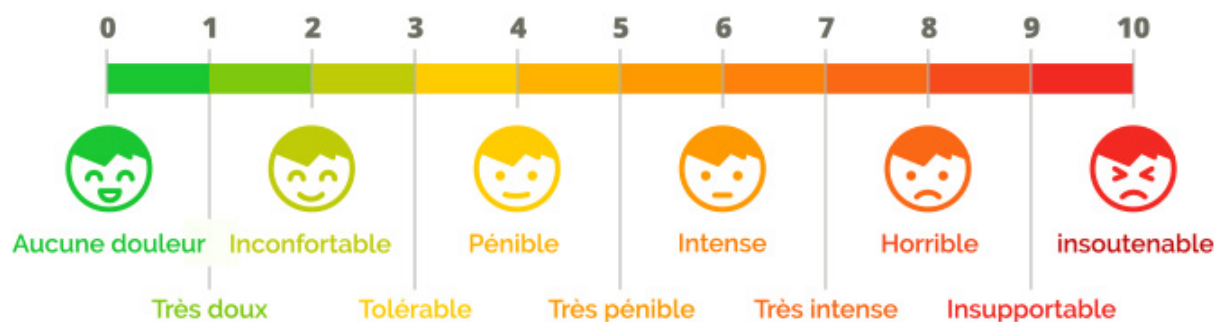 0 1 2 3 4 5 6 7 8 9 10
Aucune douleur Inconfortable Pénible Intense Horrible insoutenable
Très doux Tolérable Très pénible Très intense Insupportable